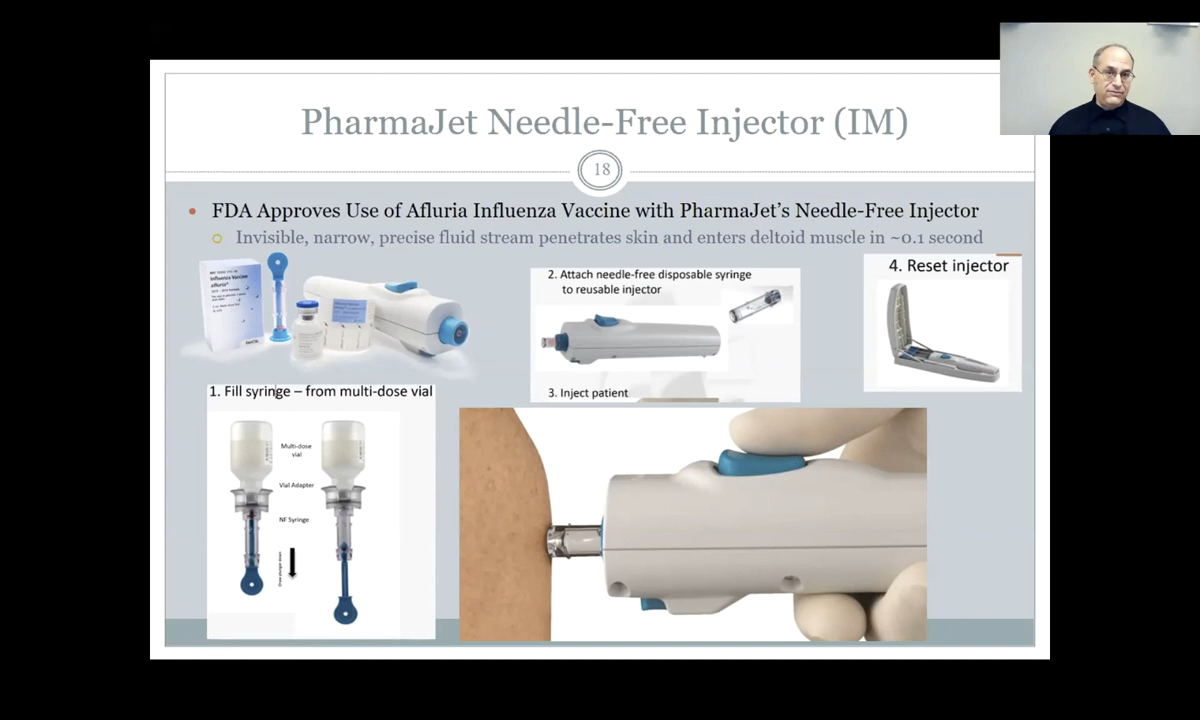 PharmaJet Needle-Free Injector (IM)
18
FDA Approves Use of Afluria Influenza Vaccine with PharmaJet's Needle-Free Injector
Invisible, narrow, precise fluid stream penetrates skin and enters deltoid muscle in ~0.1 second
Influenza Vaccine
afluria
2. Attach needle-free disposable syringe
to reusable injector
4. Reset injector
1. Fill syringe – from multi-dose vial
Multi-dose
vial
Vial Adapter
NF Syringe
3. Inject patient